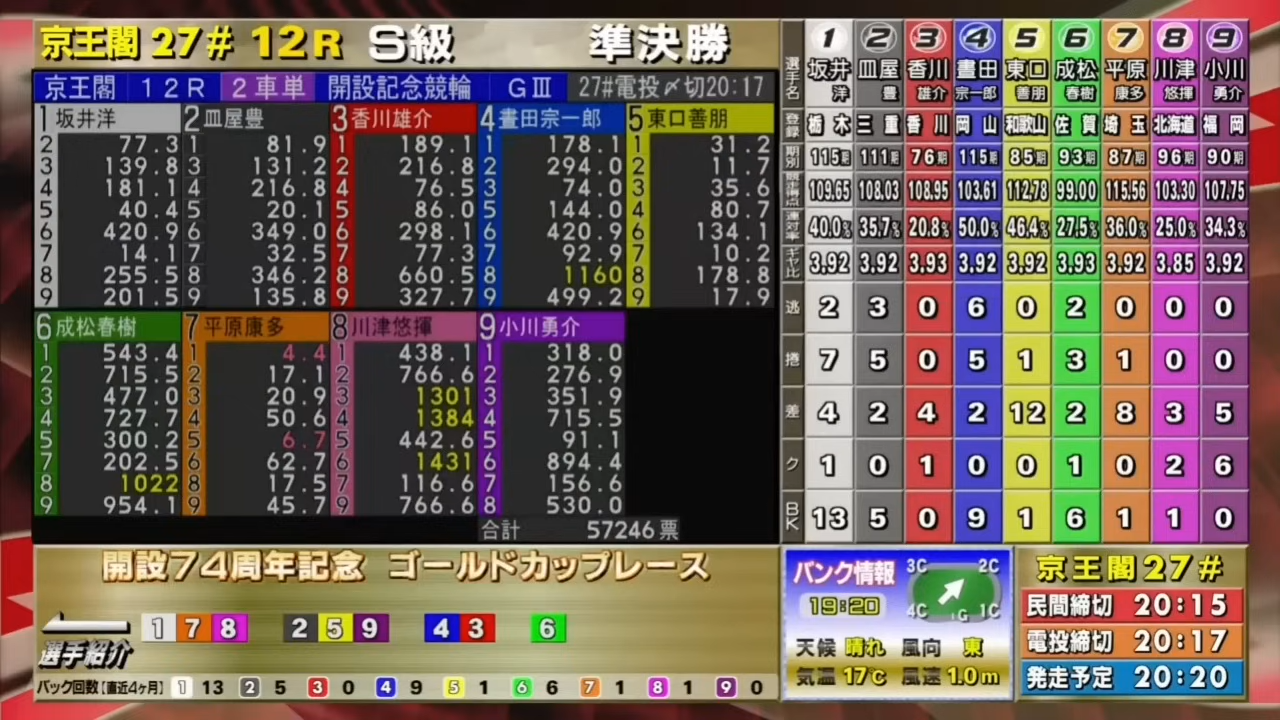 京王閣 27# 12R S級 準決勝
京王閣 12R 2車単 開設記念競輪 GⅢ 27#電投〆切20:17
1 坂井洋 2 皿屋豊 3 香川雄介 4 晝田宗一郎 5 東口善朋
2 77.3 1 81.9 1 189.1 1 178.1 1 31.2
3 139.8 3 131.2 2 216.8 2 294.0 2 11.7
4 181.1 4 216.8 4 76.5 3 74.0 3 35.6
5 40.4 5 20.1 5 86.0 5 144.0 4 80.7
6 420.9 6 349.0 6 298.1 6 420.9 6 134.1
7 14.1 7 32.5 7 77.3 7 92.9 7 10.2
8 255.5 8 346.2 8 660.5 8 1160 8 178.8
9 201.5 9 135.8 9 327.7 9 499.2 9 17.9
6 成松春樹 7 平原康多 8 川津悠揮 9 小川勇介
1 543.4 1 4.4 1 438.1 1 318.0
2 715.5 2 17.1 2 766.6 2 276.9
3 477.0 3 20.9 3 1301 3 351.9
4 727.7 4 50.6 4 1384 4 715.5
5 300.2 5 6.7 5 442.6 5 91.1
7 202.5 6 62.7 6 1431 6 894.4
8 1022 8 17.5 7 116.6 7 156.6
9 954.1 9 45.7 9 766.6 8 530.0
合計 57246票
選手名 1 2 3 4 5 6 7 8 9
坂井 皿屋 香川 晝田 東口 成松 平原 川津 小川
洋 豊 雄介 宗一郎 善朋 春樹 康多 悠揮 勇介
登録 栃木 三重 香川 岡山 和歌山 佐賀 埼玉 北海道 福岡
期別 115期 111期 76期 115期 85期 93期 87期 96期 90期
競走得点 109.65 108.03 108.95 103.61 112.78 99.00 115.56 103.30 107.75
連対率 40.0% 35.7% 20.8% 50.0% 46.4% 27.5% 36.0% 25.0% 34.3%
ギヤ比 3.92 3.92 3.93 3.92 3.92 3.93 3.92 3.85 3.92
逃 2 3 0 6 0 2 0 0 0
捲 7 5 0 5 1 3 1 0 0
差 4 2 4 2 12 2 8 3 5
ク 1 0 1 0 0 1 0 2 6
BK 13 5 0 9 1 6 1 1 0
開設74周年記念 ゴールドカップレース
1 7 8 2 5 9 4 3 6
選手紹介
バック回数【直近4ヶ月】 1 13 2 5 3 0 4 9 5 1 6 6 7 1 8 1 9 0
バンク情報 3C 2C
19:20 4C G 1C
天候 晴れ 風向 東
気温 17℃ 風速 1.0m
京王閣27#
民間締切 20:15
電投締切 20:17
発走予定 20:20